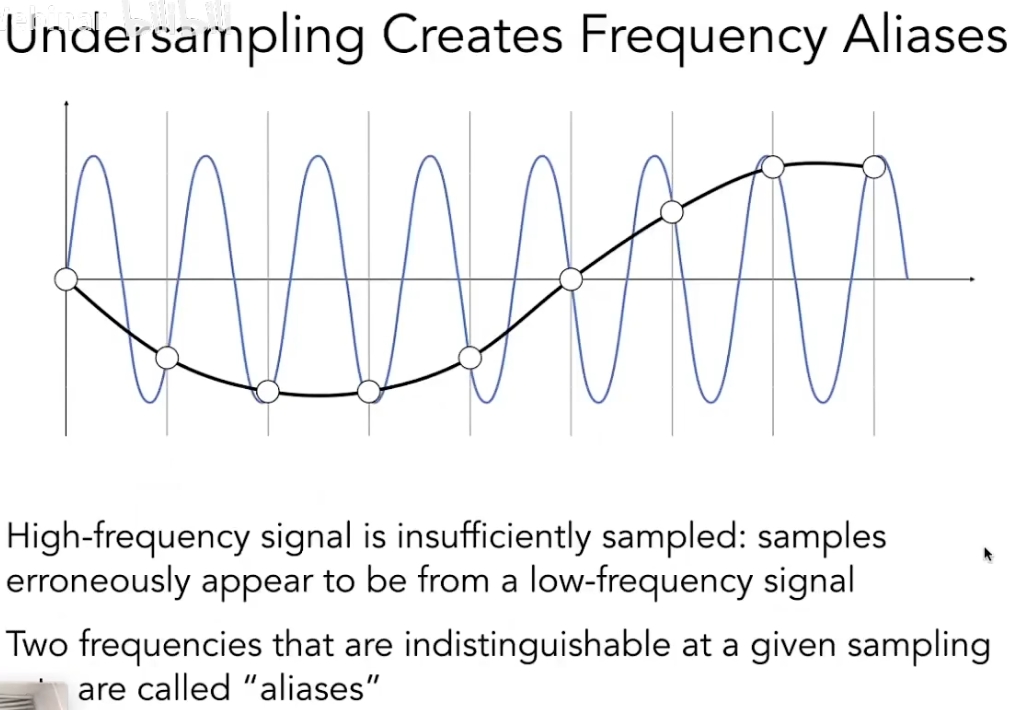 Undersampling Creates Frequency Aliases
High-frequency signal is insufficiently sampled: samples
erroneously appear to be from a low-frequency signal
Two frequencies that are indistinguishable at a given sampling
are called “aliases”